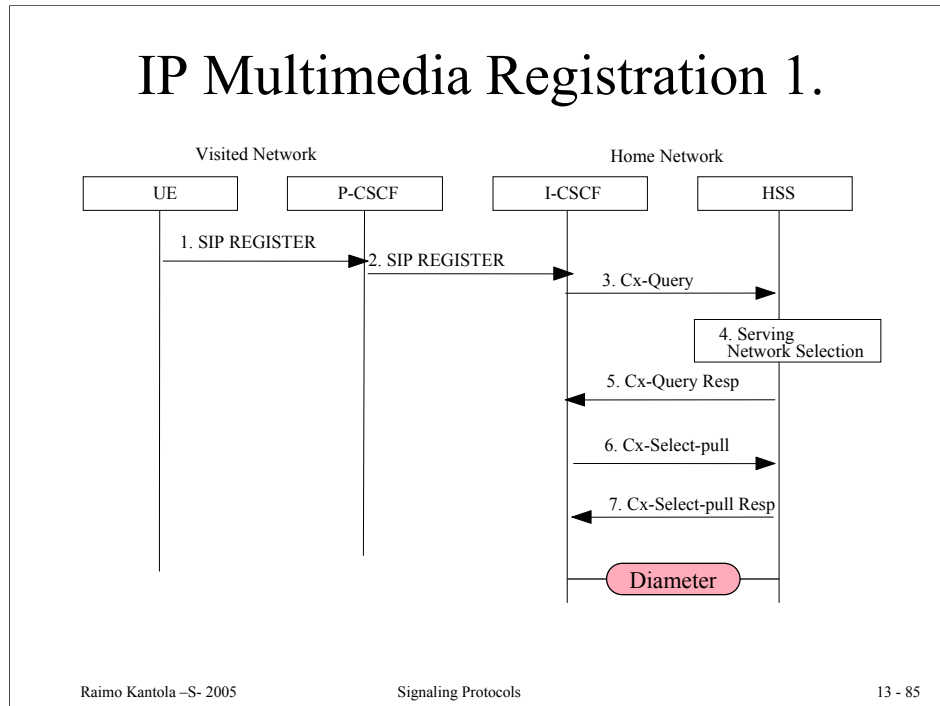 IP Multimedia Registration 1.
Visited Network
Home Network
UE
P-CSCF
I-CSCF
HSS
1. SIP REGISTER
2. SIP REGISTER
3. Cx-Query
4. Serving
Network Selection
5. Cx-Query Resp
6. Cx-Select-pull
7. Cx-Select-pull Resp
Diameter
Raimo Kantola –S- 2005
Signaling Protocols
13 - 85